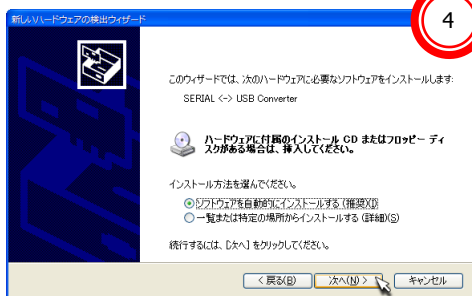 新しいハードウェアの検出ウィザード
4
このウィザードでは、次のハードウェアに必要なソフトウェアをインストールします:
SERIAL <-> USB Converter
ハードウェアに付属のインストール CD またはフロッピー ディ
スクがある場合は、挿入してください。
インストール方法を選んでください。
ソフトウェアを自動的にインストールする (推奨)(I)
一覧または特定の場所からインストールする (詳細)(S)
続行するには、[次へ] をクリックしてください。
< 戻る(B)
次へ(N) >
キャンセル